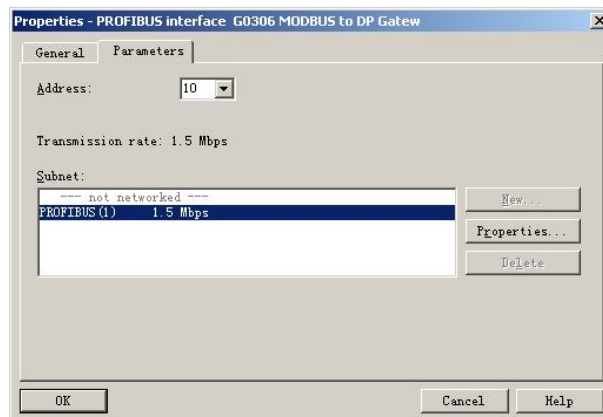 Properties - PROFIBUS interface G0306 MODBUS to DP Gatew
General Parameters
Address: 10
Transmission rate: 1.5 Mbps
Subnet:
--- not networked ---
PROFIBUS(1) 1.5 Mbps
New...
Properties...
Delete
OK Cancel Help